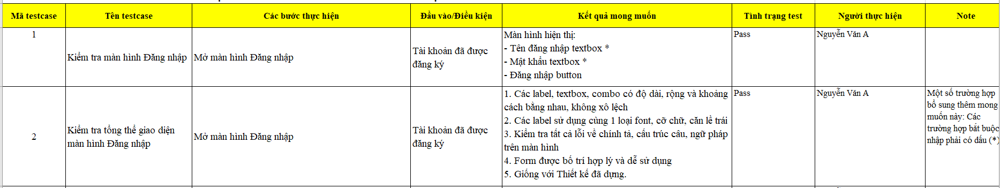 Mã testcase Tên testcase Các bước thực hiện Đầu vào/Điều kiện Kết quả mong muốn Tình trạng test Người thực hiện Note
1
Kiểm tra màn hình Đăng nhập
Mở màn hình Đăng nhập
Tài khoản đã được
đăng ký
Màn hình hiện thị:
- Tên đăng nhập textbox *
- Mật khẩu textbox *
- Đăng nhập button
Pass
Nguyễn Văn A
2
Kiểm tra tổng thể giao diện
màn hình Đăng nhập
Mở màn hình Đăng nhập
Tài khoản đã được
đăng ký
1. Các label, textbox, combo có độ dài, rộng và khoảng
cách bằng nhau, không xô lệch
2. Các label sử dụng cùng 1 loại font, cỡ chữ, căn lề trái
3. Kiểm tra tất cả lỗi về chính tả, cấu trúc câu, ngữ pháp
trên màn hình
4. Form được bố trí hợp lý và dễ sử dụng
5. Giống với Thiết kế đã dựng.
Pass
Nguyễn Văn A
Một số trường hợp
bổ sung thêm mong
muốn này: Các
trường hợp bắt buộc
nhập phải có dấu (*)